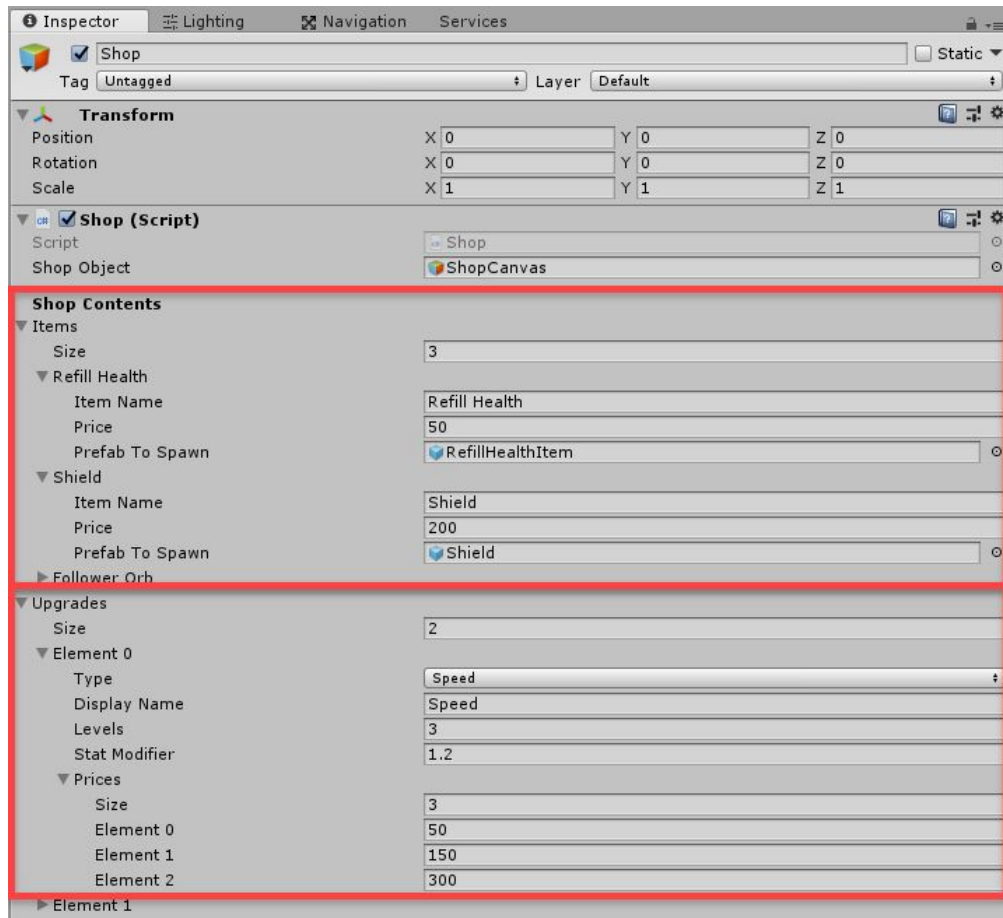 Inspector Lighting Navigation Services
Shop Static
Tag Untagged Layer Default
Transform
Position X 0 Y 0 Z 0
Rotation X 0 Y 0 Z 0
Scale X 1 Y 1 Z 1
C# Shop (Script)
Script Shop
Shop Object ShopCanvas
Shop Contents
Items
Size 3
Refill Health
Item Name Refill Health
Price 50
Prefab To Spawn RefillHealthItem
Shield
Item Name Shield
Price 200
Prefab To Spawn Shield
Follower Orb
Upgrades
Size 2
Element 0
Type Speed
Display Name Speed
Levels 3
Stat Modifier 1.2
Prices
Size 3
Element 0 50
Element 1 150
Element 2 300
Element 1